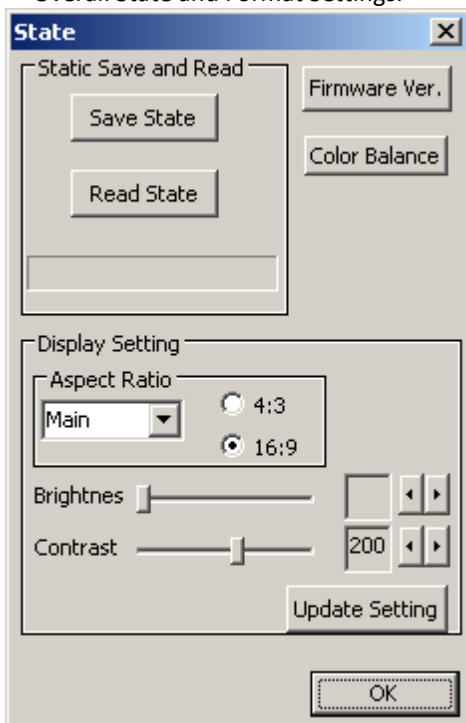 Overall State and Format Settings.
State
Static Save and Read
Firmware Ver.
Save State
Color Balance
Read State
Display Setting
Aspect Ratio
Main
4:3
16:9
Brightnes
Contrast
200
Update Setting
OK